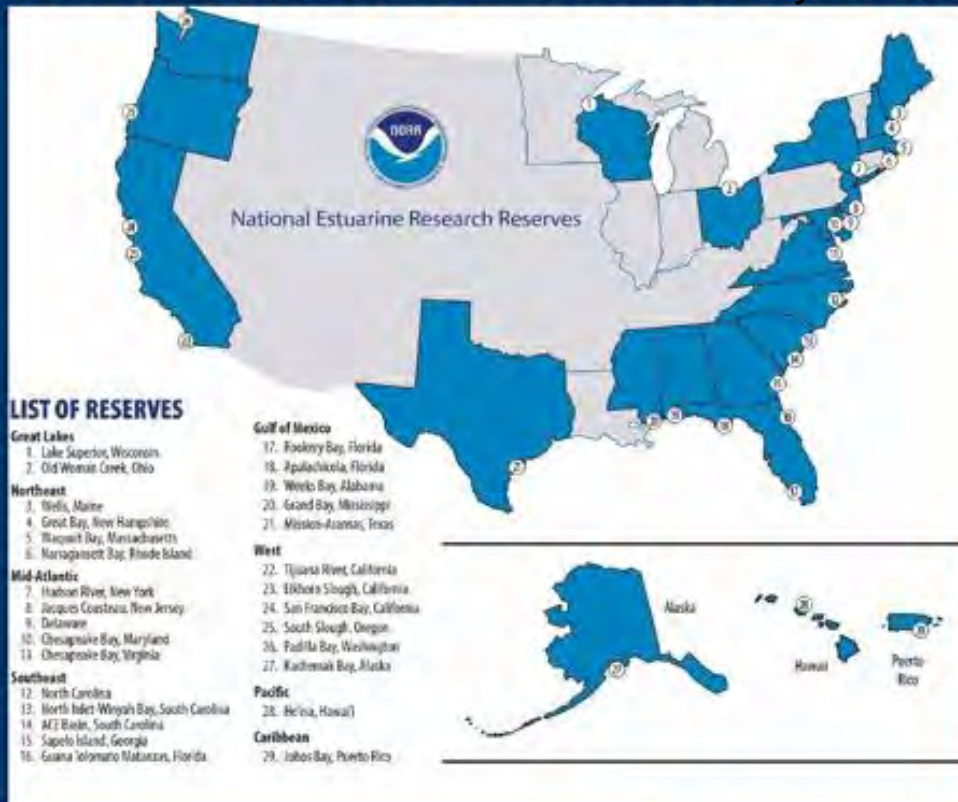 NOAA
National Estuarine Research Reserves
LIST OF RESERVES
Great Lakes
1. Lake Superior, Wisconsin
2. Old Woman Creek, Ohio
Northeast
3. Wells, Maine
4. Great Bay, New Hampshire
5. Waquoit Bay, Massachusetts
6. Narragansett Bay, Rhode Island
Mid-Atlantic
7. Hudson River, New York
8. Jacques Cousteau, New Jersey
9. Delaware
10. Chesapeake Bay, Maryland
11. Chesapeake Bay, Virginia
Southeast
12. North Carolina
13. North Inlet-Winyah Bay, South Carolina
14. ACE Basin, South Carolina
15. Sapelo Island, Georgia
16. Guana Tolomato Matanzas, Florida
Gulf of Mexico
17. Rookery Bay, Florida
18. Apalachicola, Florida
19. Weeks Bay, Alabama
20. Grand Bay, Mississippi
21. Mission-Aransas, Texas
West
22. Tijuana River, California
23. Elkhorn Slough, California
24. San Francisco Bay, California
25. South Slough, Oregon
26. Padilla Bay, Washington
27. Kachemak Bay, Alaska
Pacific
28. He'eia, Hawai'i
Caribbean
29. Jobos Bay, Puerto Rico
Alaska
Hawaii
Puerto
Rico